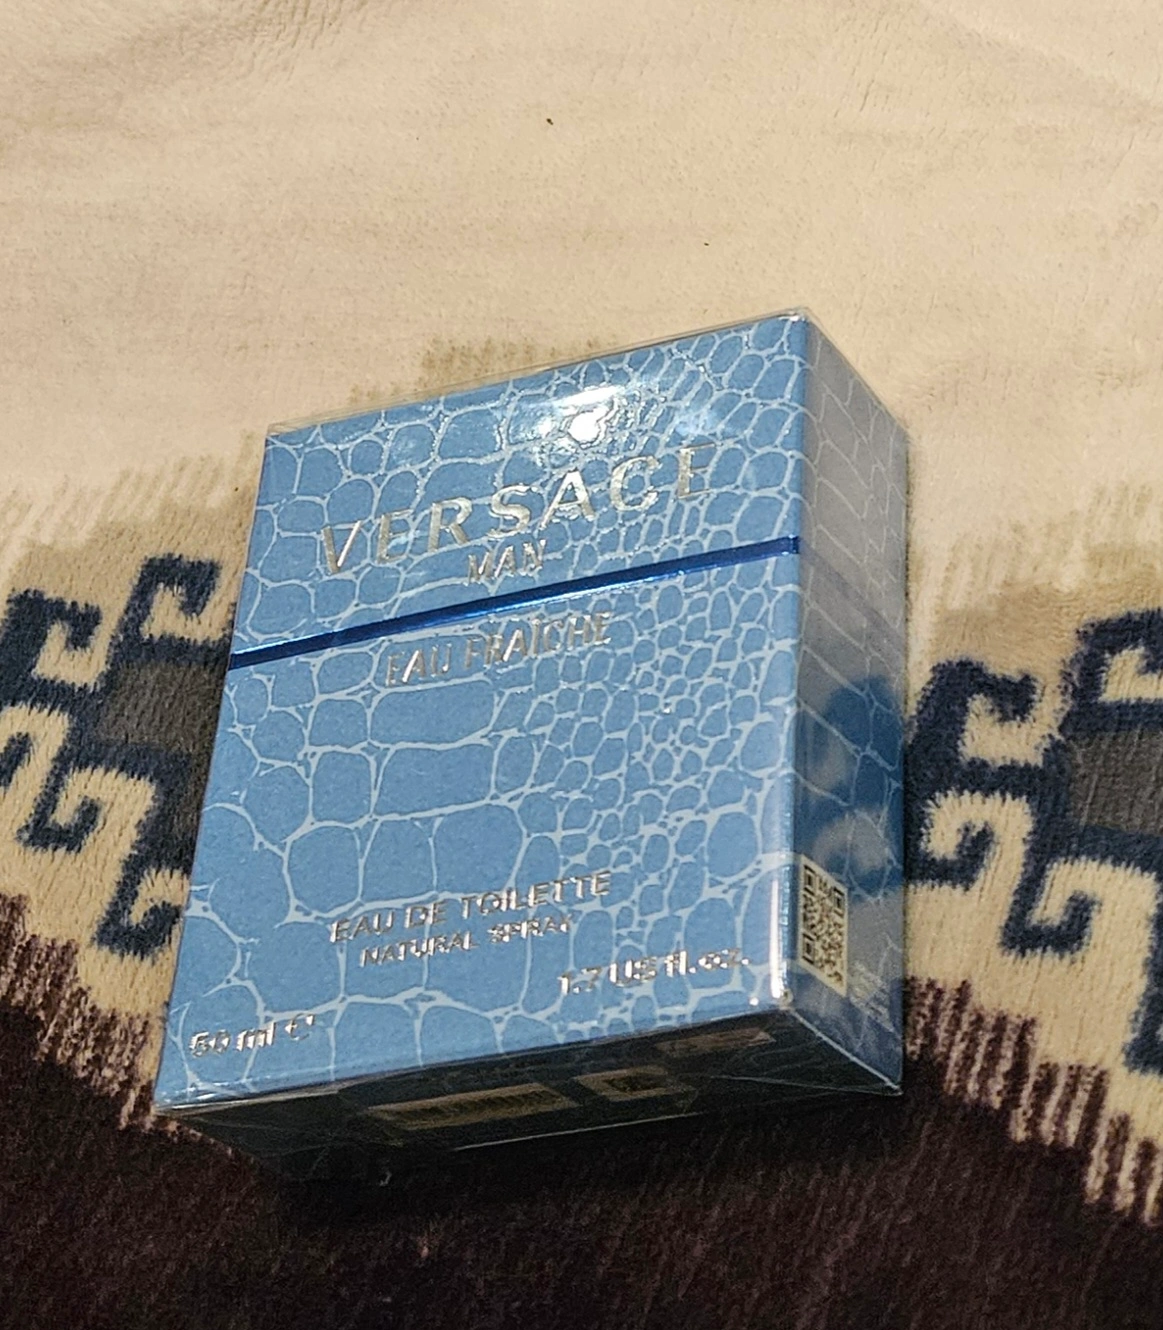 VERSACE
MAN
EAU FRAÎCHE
EAU DE TOILETTE
NATURAL SPRAY
1.7 US fl.oz.
50 ml e